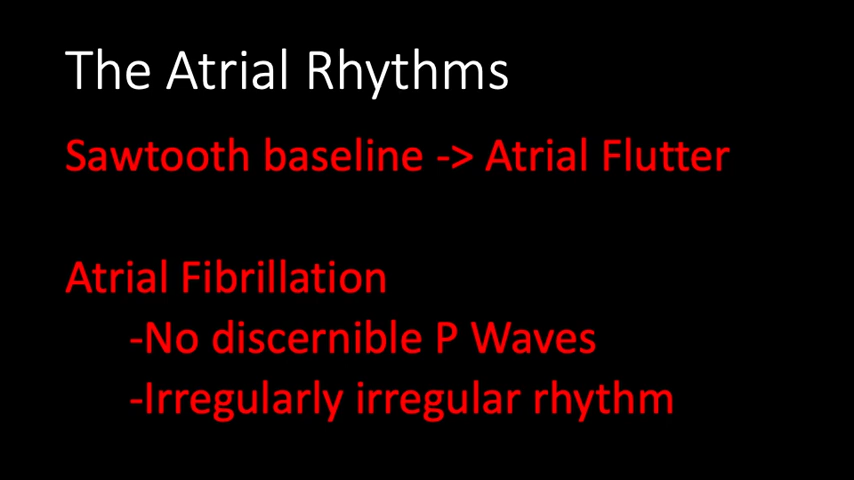 The Atrial Rhythms
Sawtooth baseline -> Atrial Flutter
Atrial Fibrillation
-No discernible P Waves
-Irregularly irregular rhythm